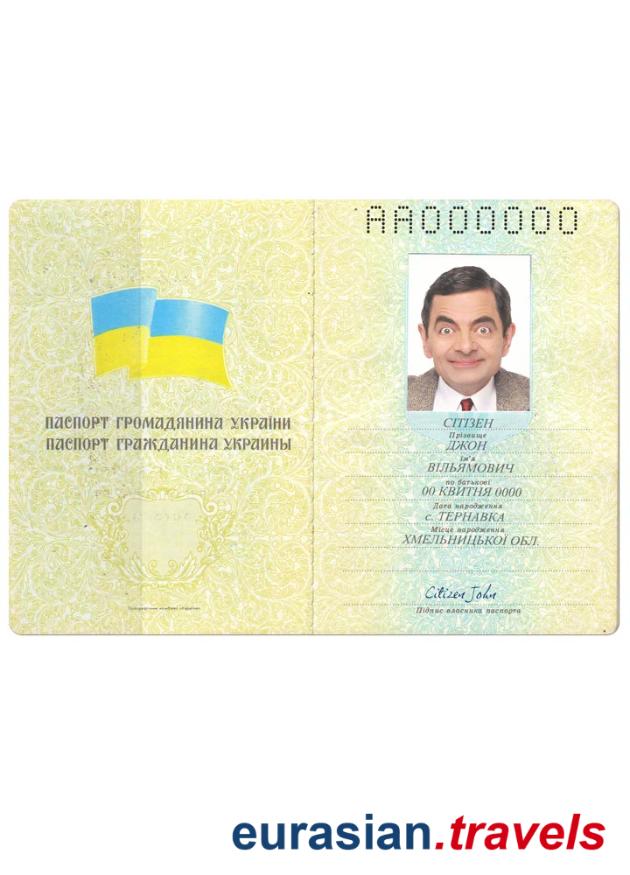 АА000000
ПАСПОРТ ГРОМАДЯНИНА УКРАЇНИ
ПАСПОРТ ГРАЖДАНИНА УКРАИНЫ
СІТІЗЕН
Прізвище
ДЖОН
Ім'я
ВІЛЬЯМОВИЧ
по батькові
00 КВІТНЯ 0000
Дата народження
с. ТЕРНАВКА
Місце народження
ХМЕЛЬНИЦЬКОЇ ОБЛ.
Citizen John
Підпис власника паспорта
eurasian.travels